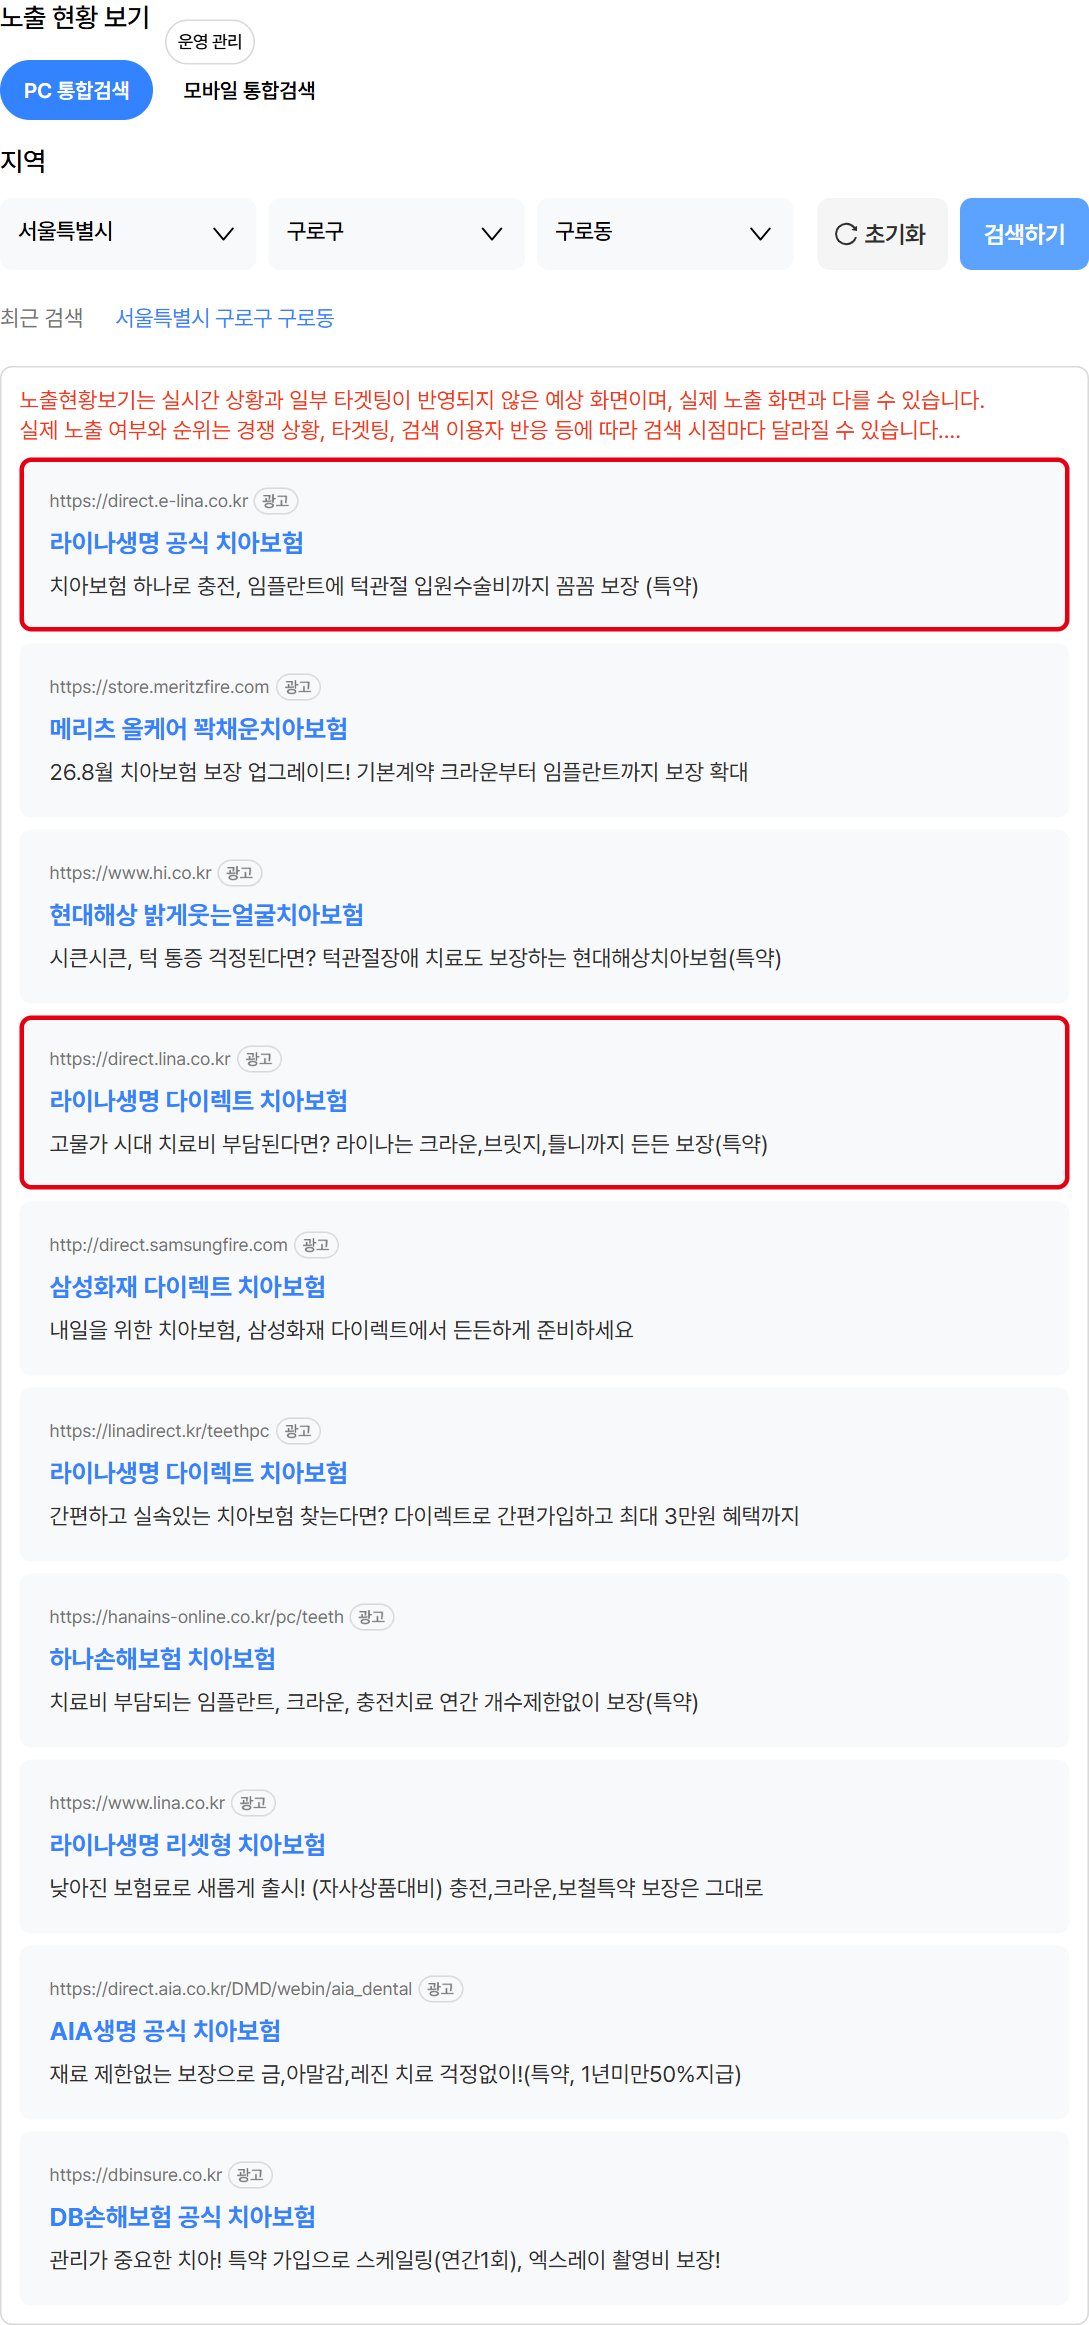 노출 현황 보기
운영 관리
PC 통합검색
모바일 통합검색
지역
서울특별시
구로구
구로동
초기화
검색하기
최근 검색
서울특별시 구로구 구로동
노출현황보기는 실시간 상황과 일부 타겟팅이 반영되지 않은 예상 화면이며, 실제 노출 화면과 다를 수 있습니다.
실제 노출 여부와 순위는 경쟁 상황, 타겟팅, 검색 이용자 반응 등에 따라 검색 시점마다 달라질 수 있습니다....
https://direct.e-lina.co.kr 광고
라이나생명 공식 치아보험
치아보험 하나로 충전, 임플란트에 턱관절 입원수술비까지 꼼꼼 보장 (특약)
https://store.meritzfire.com 광고
메리츠 올케어 꽉채운치아보험
26.8월 치아보험 보장 업그레이드! 기본계약 크라운부터 임플란트까지 보장 확대
https://www.hi.co.kr 광고
현대해상 밝게웃는얼굴치아보험
시큰시큰, 턱 통증 걱정된다면? 턱관절장애 치료도 보장하는 현대해상치아보험(특약)
https://direct.lina.co.kr 광고
라이나생명 다이렉트 치아보험
고물가 시대 치료비 부담된다면? 라이나는 크라운,브릿지,틀니까지 든든 보장(특약)
http://direct.samsungfire.com 광고
삼성화재 다이렉트 치아보험
내일을 위한 치아보험, 삼성화재 다이렉트에서 든든하게 준비하세요
https://linadirect.kr/teethpc 광고
라이나생명 다이렉트 치아보험
간편하고 실속있는 치아보험 찾는다면? 다이렉트로 간편가입하고 최대 3만원 혜택까지
https://hanains-online.co.kr/pc/teeth 광고
하나손해보험 치아보험
치료비 부담되는 임플란트, 크라운, 충전치료 연간 개수제한없이 보장(특약)
https://www.lina.co.kr 광고
라이나생명 리셋형 치아보험
낮아진 보험료로 새롭게 출시! (자사상품대비) 충전,크라운,보철특약 보장은 그대로
https://direct.aia.co.kr/DMD/webin/aia_dental 광고
AIA생명 공식 치아보험
재료 제한없는 보장으로 금,아말감,레진 치료 걱정없이!(특약, 1년미만50%지급)
https://dbinsure.co.kr 광고
DB손해보험 공식 치아보험
관리가 중요한 치아! 특약 가입으로 스케일링(연간1회), 엑스레이 촬영비 보장!